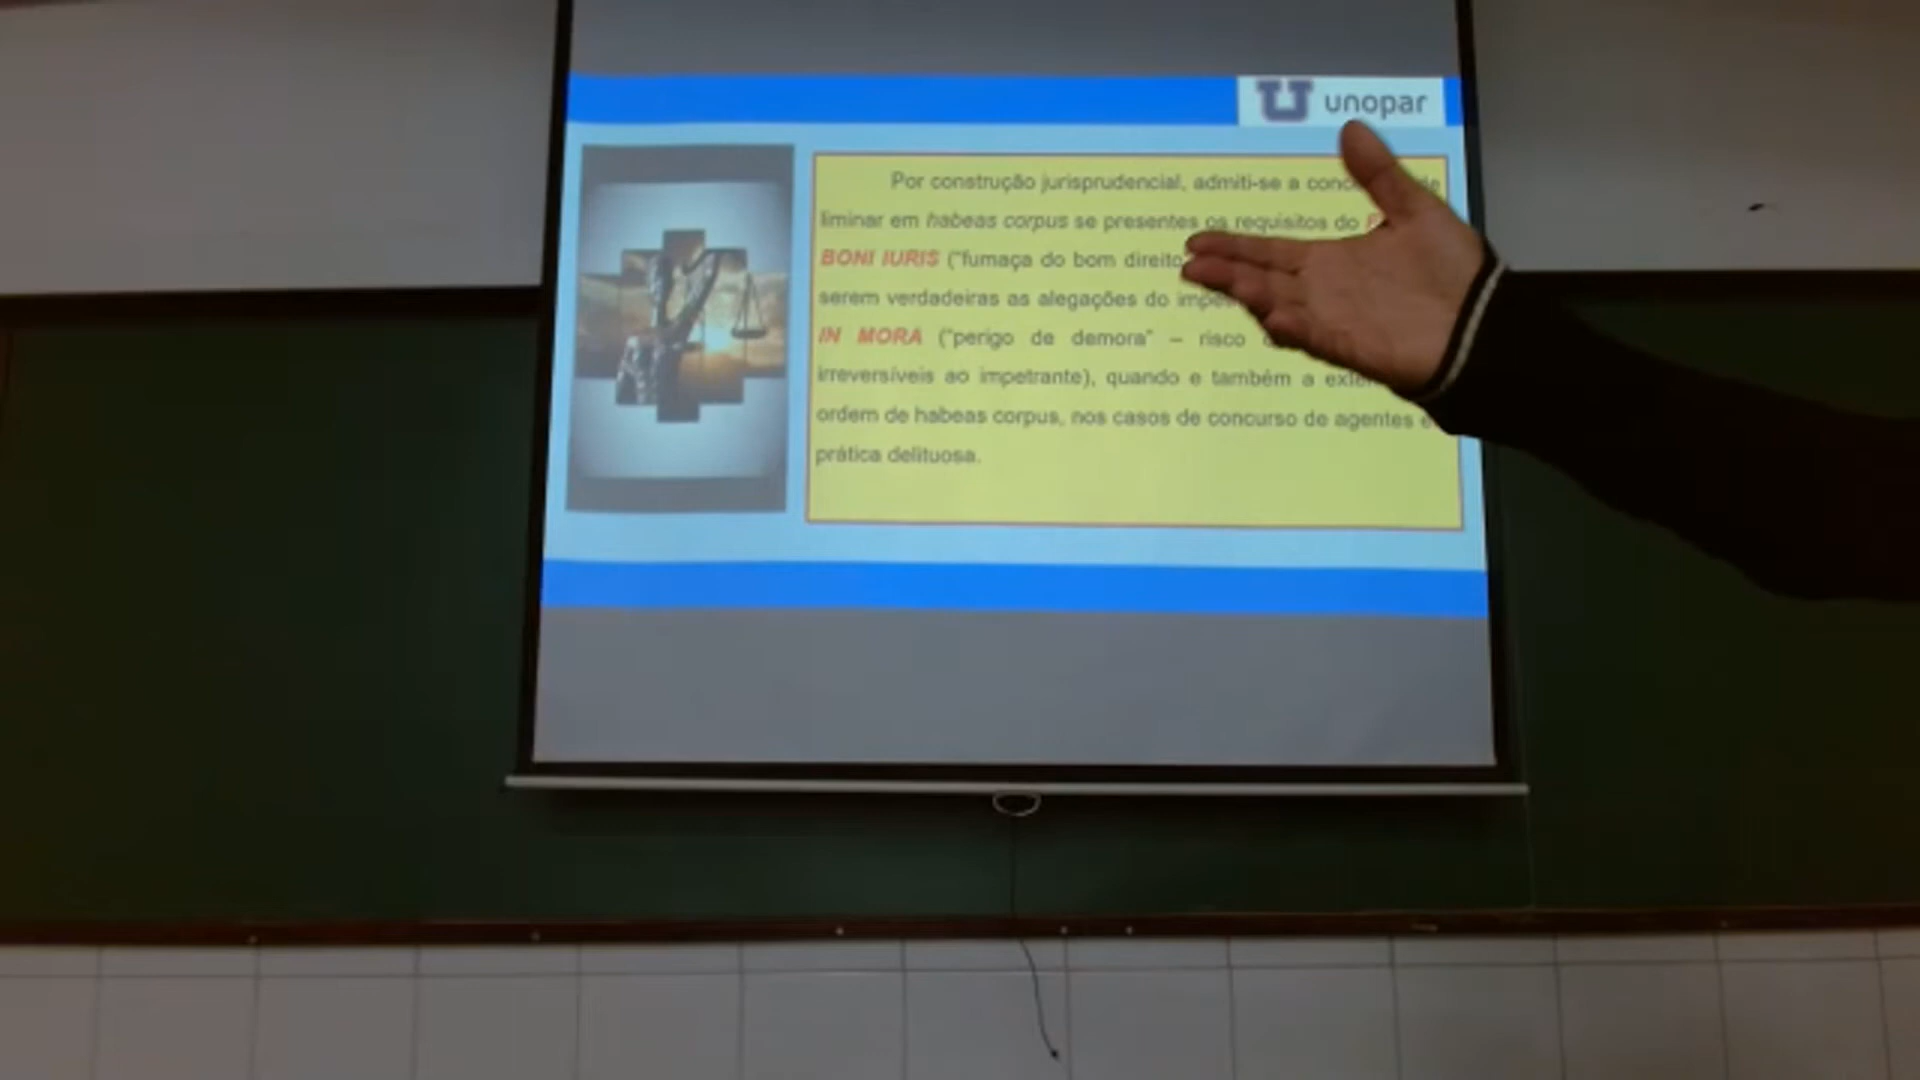 unopar
Por construção jurisprudencial, admiti-se a
liminar em habeas corpus se presentes os requisitos do
BONI IURIS ("fumaça do bom direito
serem verdadeiras as alegações do
IN MORA ("perigo de demora" – risco
irreversíveis ao impetrante), quando e também a
ordem de habeas corpus, nos casos de concurso de agentes
prática delituosa.